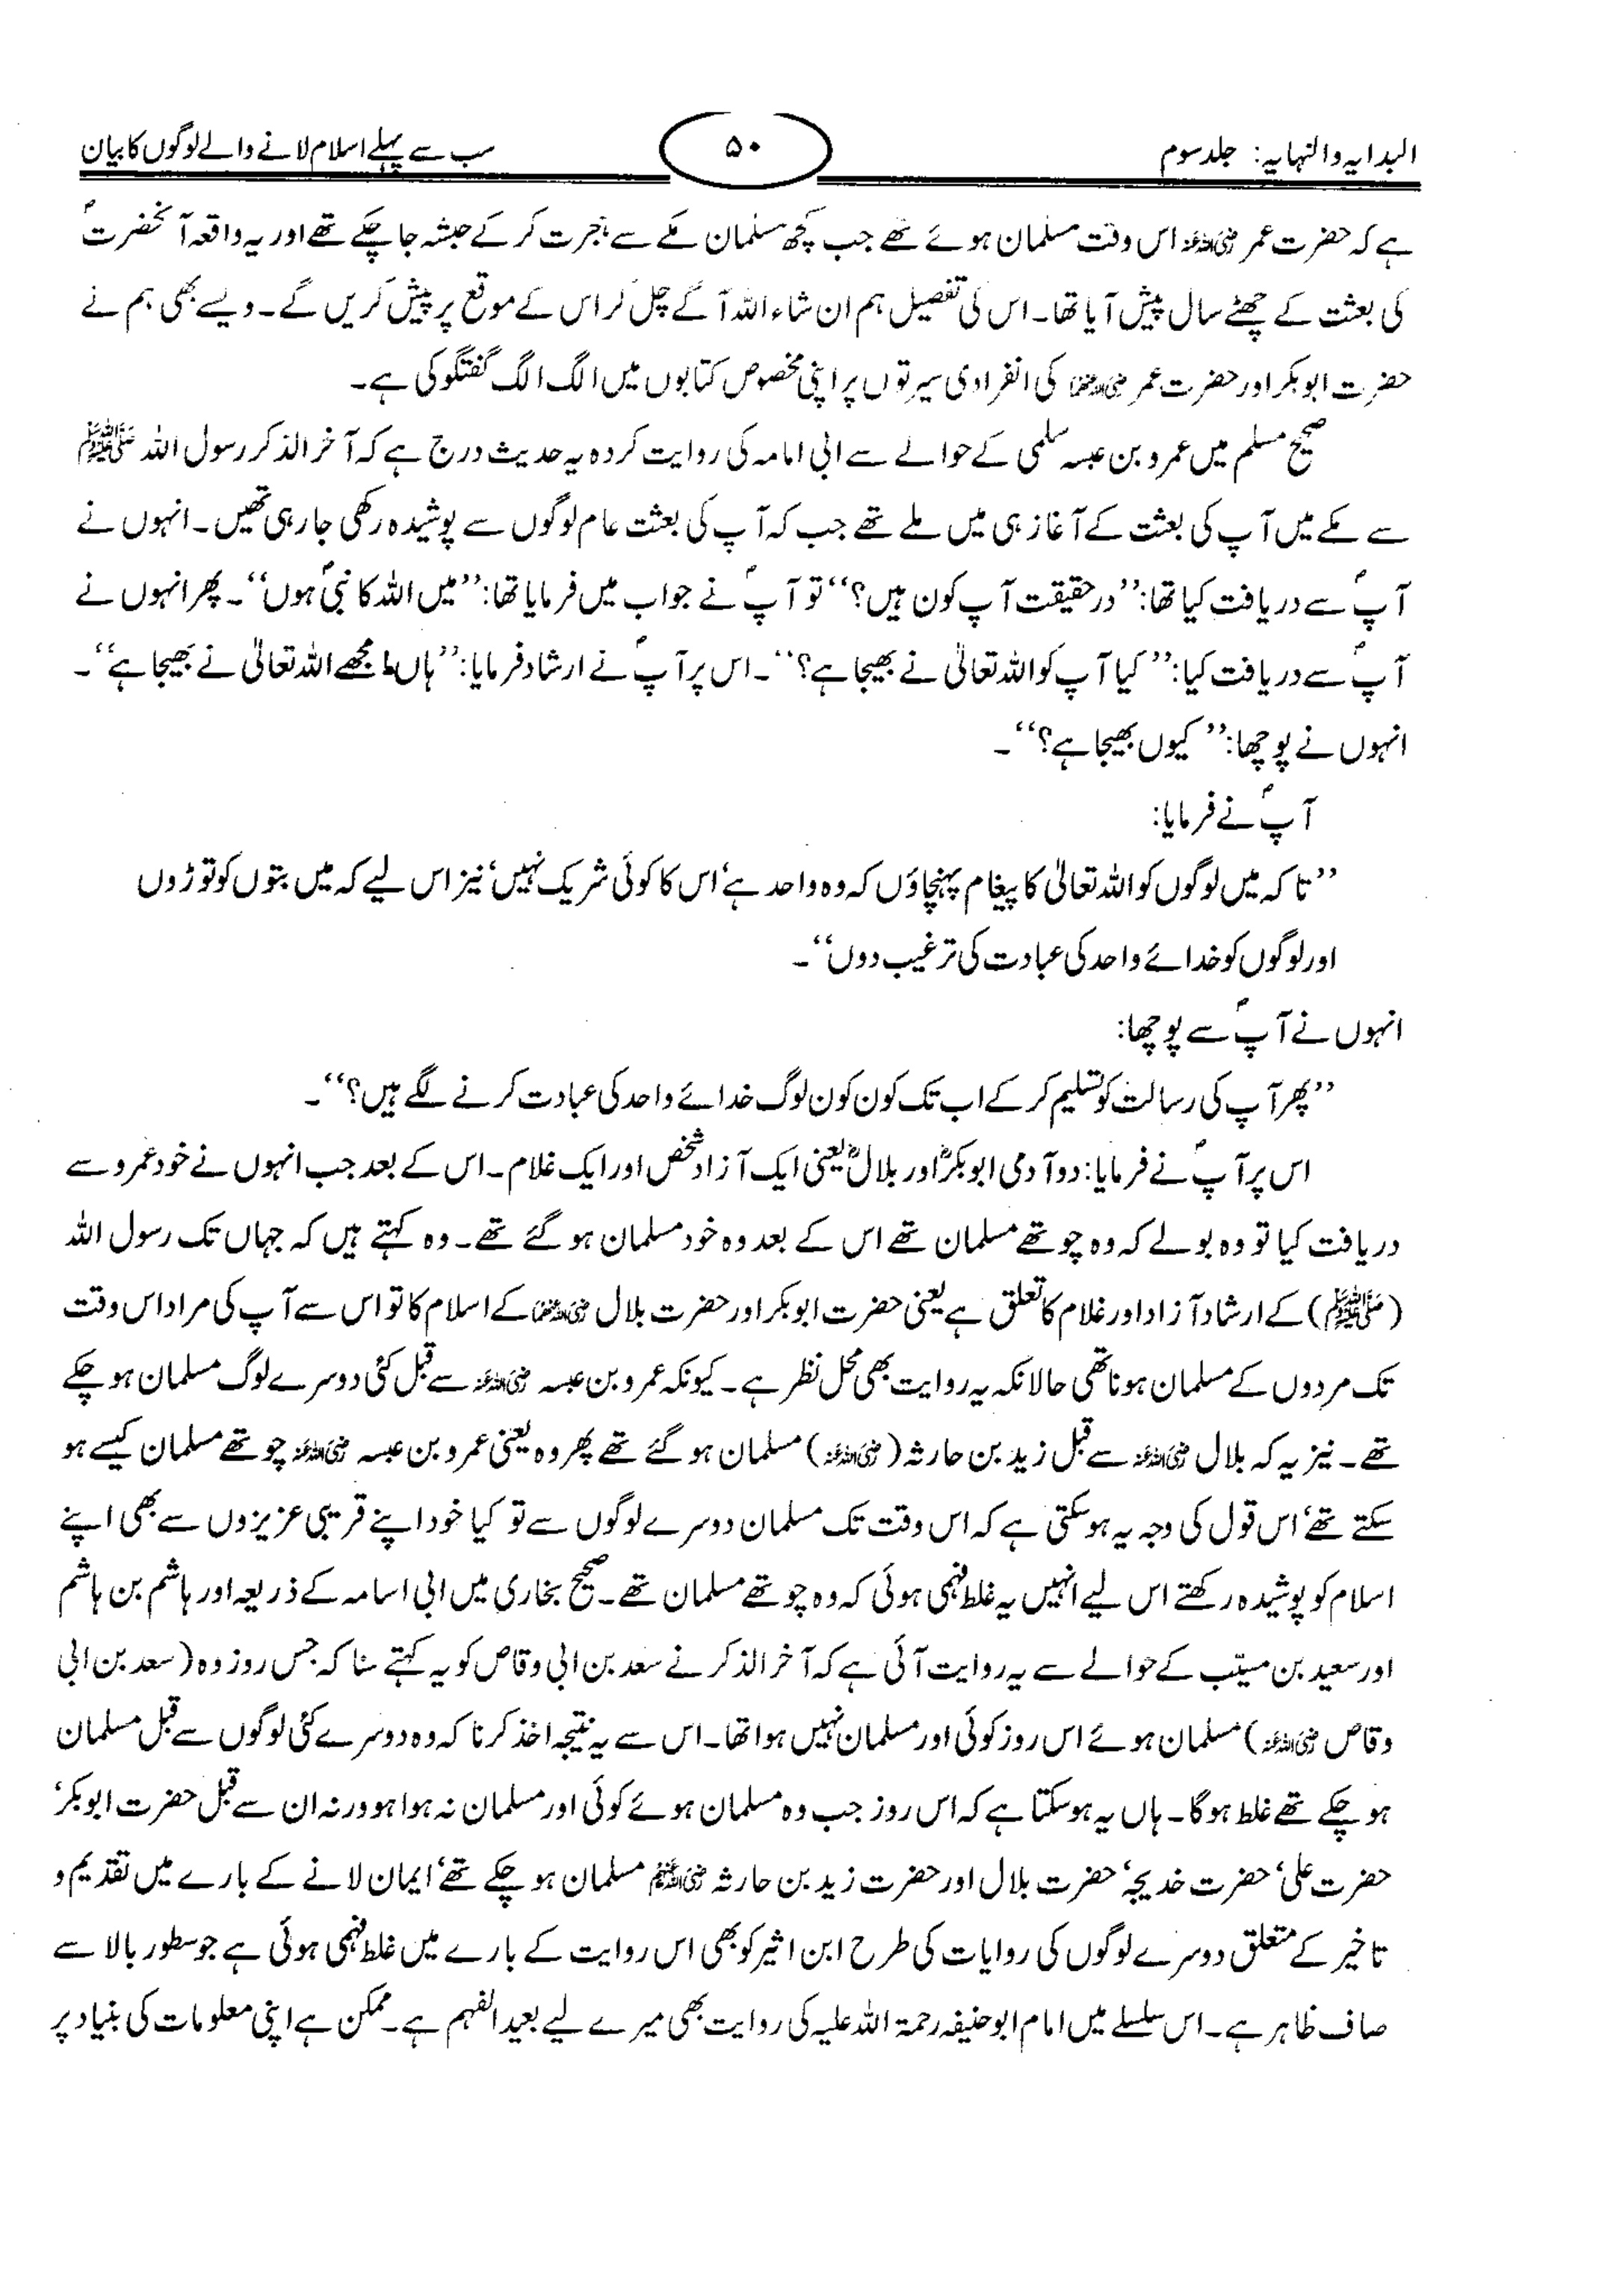 البدایہ والنہایہ: جلد سوم
۵۰
سب سے پہلے اسلام لانے والے لوگوں کا بیان
ہے کہ حضرت عمر رضی اللہ عنہ اس وقت مسلمان ہوئے تھے جب کچھ مسلمان مکے سے ہجرت کر کے حبشہ جا چکے تھے اور یہ واقعہ آنحضرتؐ
کی بعثت کے چھٹے سال پیش آیا تھا۔ اس کی تفصیل ہم ان شاء اللہ آگے چل کر اس کے موقع پر پیش کریں گے۔ ویسے بھی ہم نے
حضرت ابوبکر اور حضرت عمر رضی اللہ عنہما کی انفرادی سیرتوں پر اپنی مخصوص کتابوں میں الگ الگ گفتگو کی ہے۔
صحیح مسلم میں عمرو بن عبسہ سلمی کے حوالے سے ابی امامہ کی روایت کردہ یہ حدیث درج ہے کہ آخر الذکر رسول اللہ ﷺ
سے مکے میں آپ کی بعثت کے آغاز ہی میں ملے تھے جب کہ آپ کی بعثت عام لوگوں سے پوشیدہ رکھی جا رہی تھیں۔ انہوں نے
آپؐ سے دریافت کیا تھا: ’’درحقیقت آپ کون ہیں؟‘‘ تو آپؐ نے جواب میں فرمایا تھا: ’’میں اللہ کا نبیؐ ہوں‘‘۔ پھر انہوں نے
آپؐ سے دریافت کیا: ’’کیا آپ کو اللہ تعالیٰ نے بھیجا ہے؟‘‘۔ اس پر آپؐ نے ارشاد فرمایا: ’’ہاں مجھے اللہ تعالیٰ نے بھیجا ہے‘‘۔
انہوں نے پوچھا: ’’کیوں بھیجا ہے؟‘‘۔
آپؐ نے فرمایا:
’’تاکہ میں لوگوں کو اللہ تعالیٰ کا پیغام پہنچاؤں کہ وہ واحد ہے‘ اس کا کوئی شریک نہیں‘ نیز اس لیے کہ میں بتوں کو توڑ دوں
اور لوگوں کو خدائے واحد کی عبادت کی ترغیب دوں‘‘۔
انہوں نے آپؐ سے پوچھا:
’’پھر آپ کی رسالت کو تسلیم کر کے اب تک کون کون لوگ خدائے واحد کی عبادت کرنے لگے ہیں؟‘‘۔
اس پر آپؐ نے فرمایا: دو آدمی ابوبکرؓ اور بلالؓ یعنی ایک آزاد شخص اور ایک غلام۔ اس کے بعد جب انہوں نے خود عمرو سے
دریافت کیا تو وہ بولے کہ وہ چوتھے مسلمان تھے اس کے بعد وہ خود مسلمان ہو گئے تھے۔ وہ کہتے ہیں کہ جہاں تک رسول اللہ
(ﷺ) کے ارشاد آزاد اور غلام کا تعلق ہے یعنی حضرت ابوبکر اور حضرت بلال رضی اللہ عنہما کے اسلام کا تو اس سے آپ کی مراد اس وقت
تک مردوں کے مسلمان ہونا تھی حالانکہ یہ روایت بھی محل نظر ہے۔ کیونکہ عمرو بن عبسہ رضی اللہ عنہ سے قبل کئی دوسرے لوگ مسلمان ہو چکے
تھے۔ نیز یہ کہ بلال رضی اللہ عنہ سے قبل زید بن حارثہ (رضی اللہ عنہ) مسلمان ہو گئے تھے پھر وہ یعنی عمرو بن عبسہ رضی اللہ عنہ چوتھے مسلمان کیسے ہو
سکتے تھے‘ اس قول کی وجہ یہ ہو سکتی ہے کہ اس وقت تک مسلمان دوسرے لوگوں سے تو کیا خود اپنے قریبی عزیزوں سے بھی اپنے
اسلام کو پوشیدہ رکھتے اس لیے انہیں یہ غلط فہمی ہوئی کہ وہ چوتھے مسلمان تھے۔ صحیح بخاری میں ابی اسامہ کے ذریعہ اور ہاشم بن ہاشم
اور سعید بن مسیّب کے حوالے سے یہ روایت آئی ہے کہ آخر الذکر نے سعد بن ابی وقاص کو یہ کہتے سنا کہ جس روز وہ (سعد بن ابی
وقاص رضی اللہ عنہ) مسلمان ہوئے اس روز کوئی اور مسلمان نہیں ہوا تھا۔ اس سے یہ نتیجہ اخذ کرنا کہ وہ دوسرے کئی لوگوں سے قبل مسلمان
ہو چکے تھے غلط ہوگا۔ ہاں یہ ہو سکتا ہے کہ اس روز جب وہ مسلمان ہوئے کوئی اور مسلمان نہ ہوا ہو ورنہ ان سے قبل حضرت ابوبکر‘
حضرت علی‘ حضرت خدیجہ‘ حضرت بلال اور حضرت زید بن حارثہ رضی اللہ عنہم مسلمان ہو چکے تھے‘ ایمان لانے کے بارے میں تقدیم و
تاخیر کے متعلق دوسرے لوگوں کی روایات کی طرح ابن اثیر کو بھی اس روایت کے بارے میں غلط فہمی ہوئی ہے جو سطور بالا سے
صاف ظاہر ہے۔ اس سلسلے میں امام ابوحنیفہ رحمۃ اللہ علیہ کی روایت بھی میرے لیے بعید الفہم ہے۔ ممکن ہے اپنی معلومات کی بنیاد پر